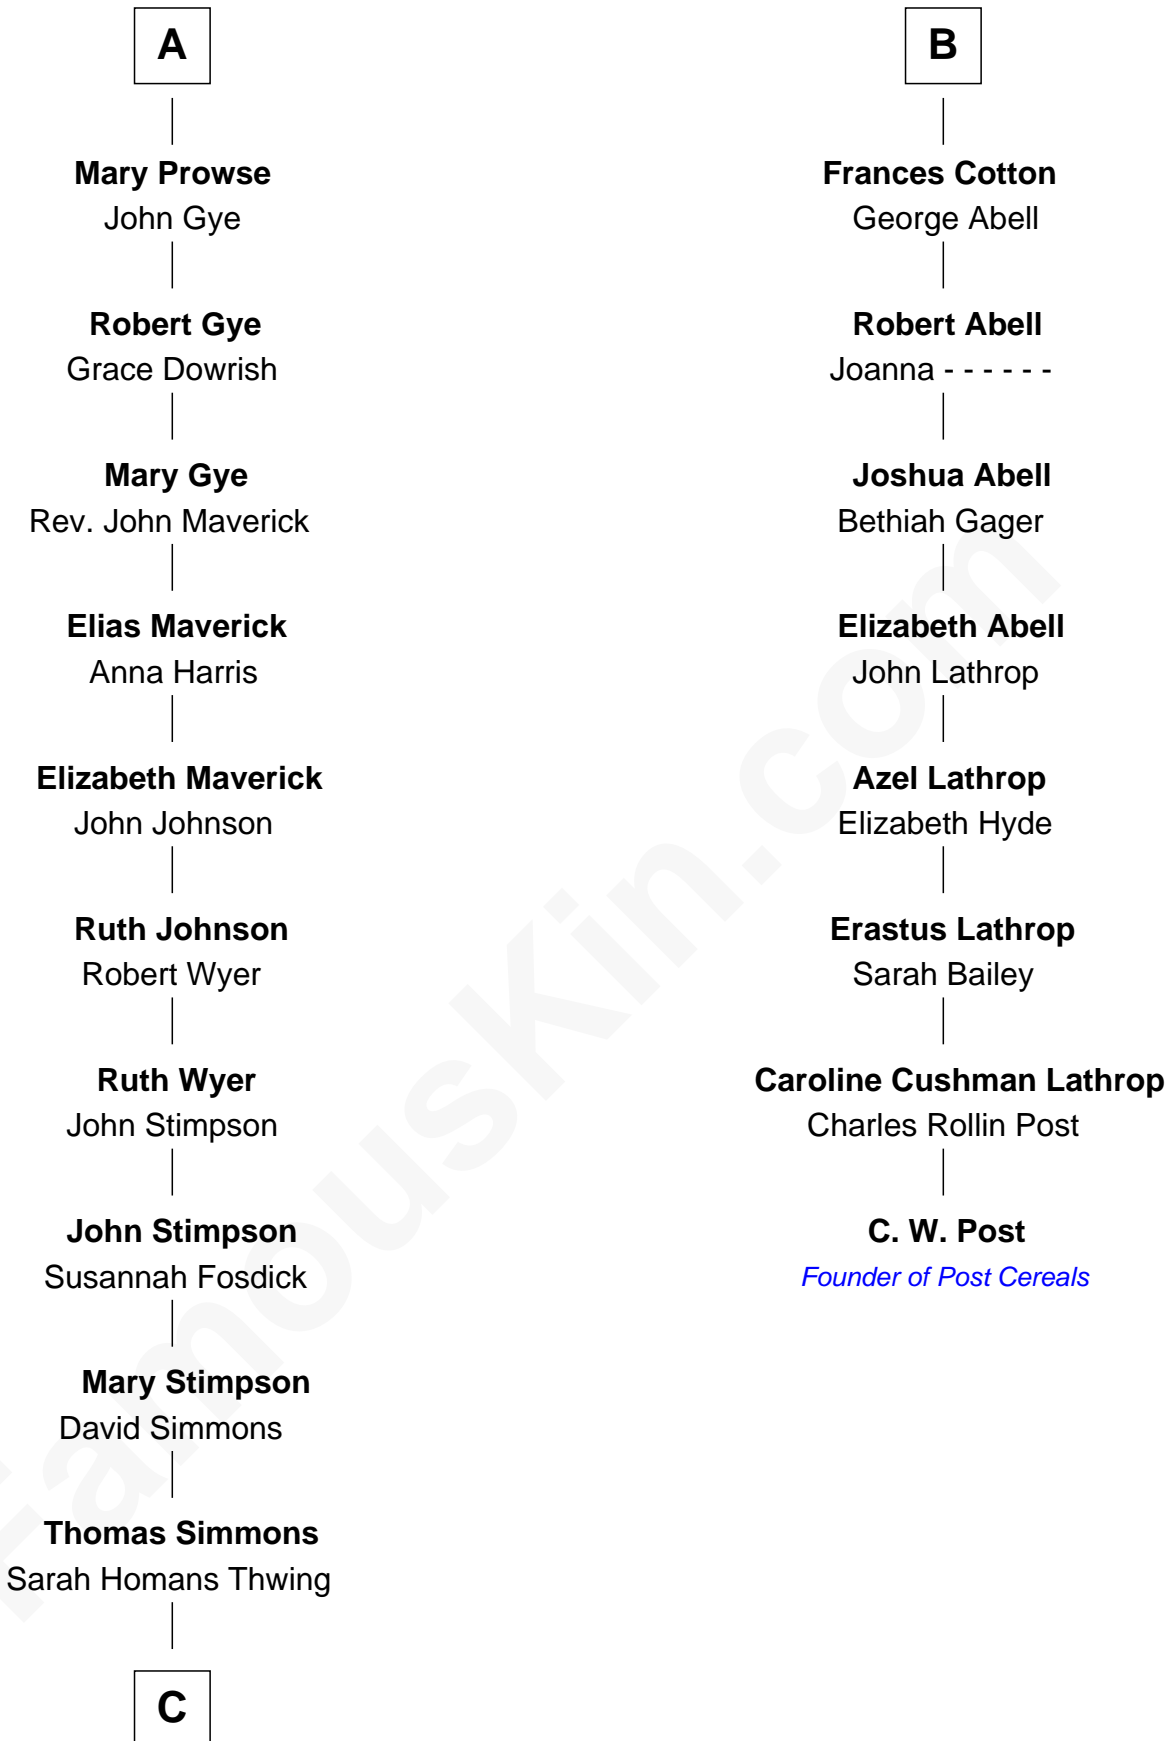 A
Mary Prowse
John Gye
Robert Gye
Grace Dowrish
Mary Gye
Rev. John Maverick
Elias Maverick
Anna Harris
Elizabeth Maverick
John Johnson
Ruth Johnson
Robert Wyer
Ruth Wyer
John Stimpson
John Stimpson
Susannah Fosdick
Mary Stimpson
David Simmons
Thomas Simmons
Sarah Homans Thwing
C
B
Frances Cotton
George Abell
Robert Abell
Joanna - - - - - -
Joshua Abell
Bethiah Gager
Elizabeth Abell
John Lathrop
Azel Lathrop
Elizabeth Hyde
Erastus Lathrop
Sarah Bailey
Caroline Cushman Lathrop
Charles Rollin Post
C. W. Post
Founder of Post Cereals
FamousKin.com